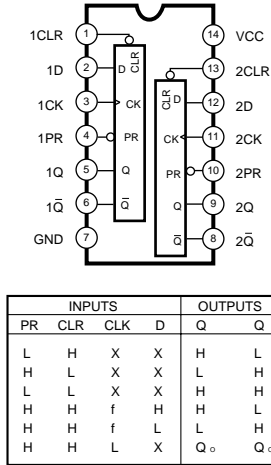 1CLR 1 14 VCC
CLR 13 2CLR
1D 2 D CLR D 12 2D
1CK 3 CK CK 11 2CK
1PR 4 PR PR 10 2PR
1Q 5 Q Q 9 2Q
1Q̅ 6 Q̅
GND 7 Q̅ 8 2Q̅
INPUTS OUTPUTS
PR CLR CLK D Q Q
L H X X H L
H L X X L H
L L X X H H
H H f H H L
H H f L L H
H H L X Q₀ Q₀